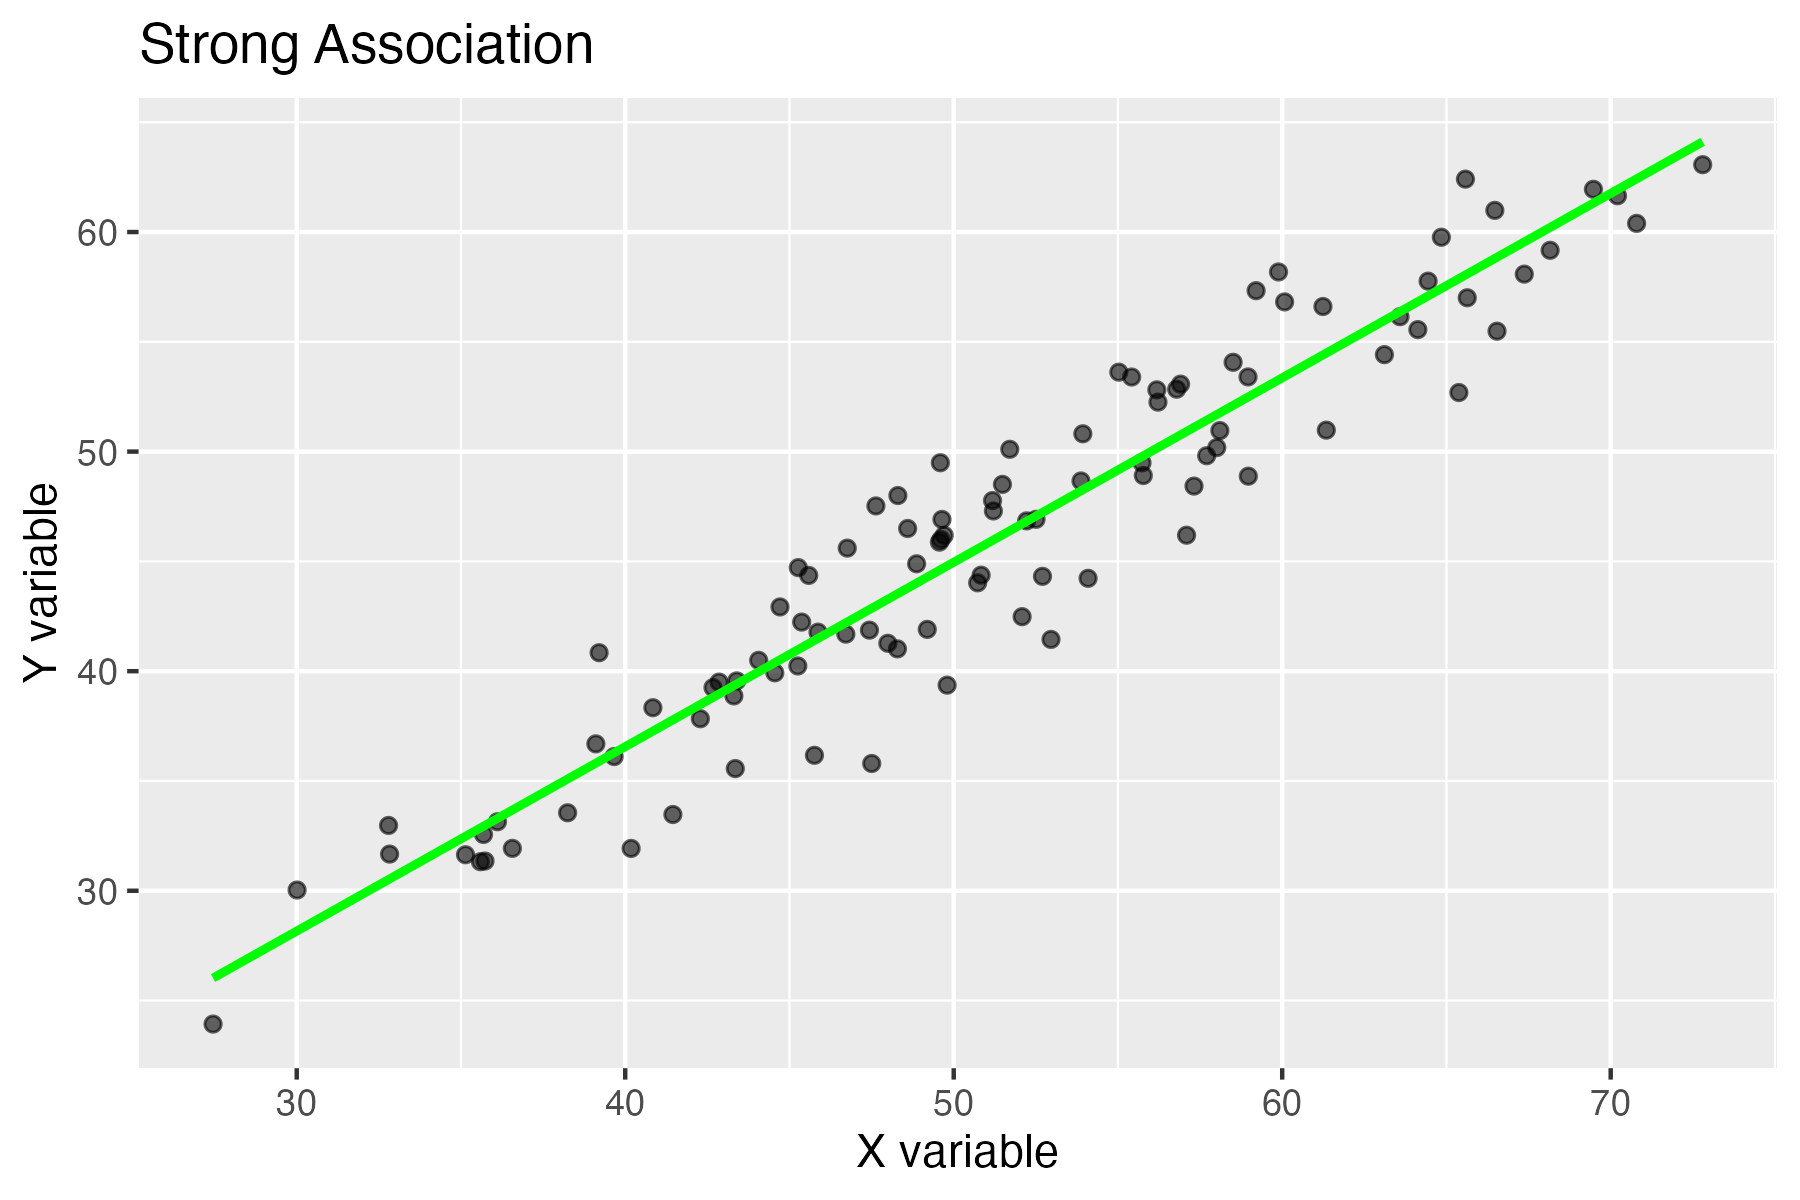 Strong Association
60
50
40
30
Y variable
30 40 50 60 70
X variable